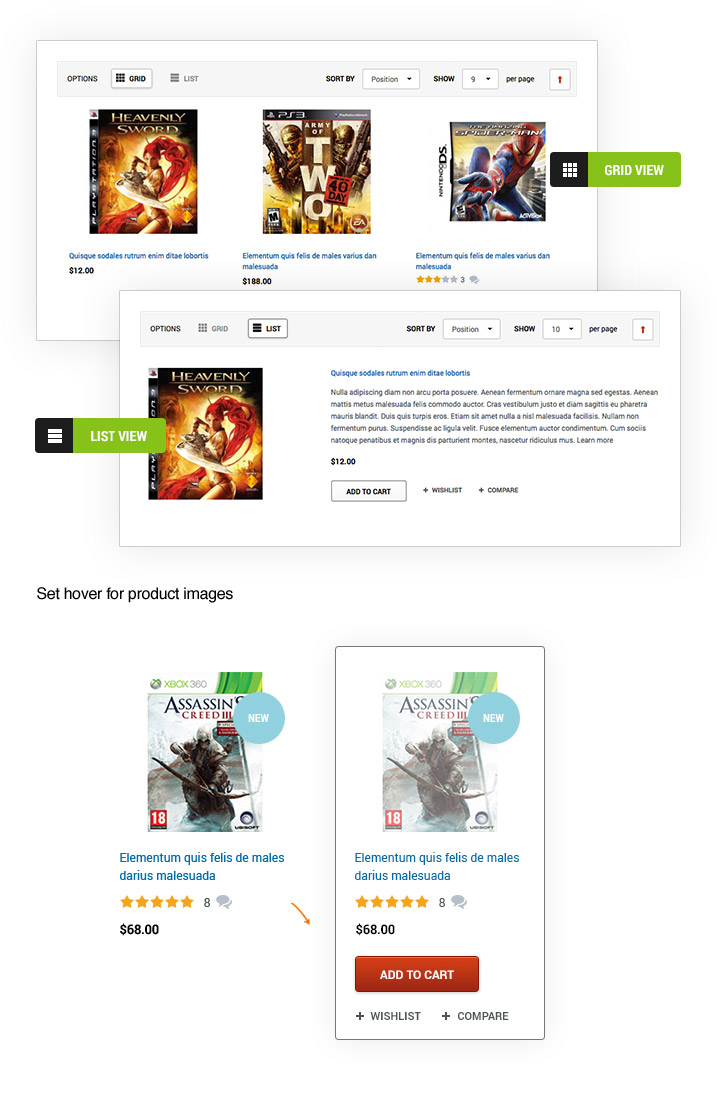 OPTIONS GRID LIST SORT BY Position SHOW 9 per page
HEAVENLY SWORD
PLAYSTATION 3
PS3
ARMY OF TWO
THE 40TH DAY
M
EA
THE AMAZING
SPIDER-MAN
NINTENDO DS
ACTIVISION
GRID VIEW
Quisque sodales rutrum enim ditae lobortis
$12.00
Elementum quis felis de males varius dan
malesuada
$188.00
Elementum quis felis de males varius dan
malesuada
3
OPTIONS GRID LIST SORT BY Position SHOW 10 per page
HEAVENLY SWORD
PLAYSTATION 3
LIST VIEW
Quisque sodales rutrum enim ditae lobortis
Nulla adipiscing diam non arcu porta posuere. Aenean fermentum ornare magna sed egestas. Aenean
mattis metus malesuada felis commodo auctor. Cras vestibulum justo et diam sagittis eu pharetra
mauris blandit. Duis quis turpis eros. Etiam sit amet nulla a nisl malesuada facilisis. Nullam non
fermentum purus. Suspendisse ac ligula velit. Fusce elementum auctor condimentum. Cum sociis
natoque penatibus et magnis dis parturient montes, nascetur ridiculus mus. Learn more
$12.00
ADD TO CART + WISHLIST + COMPARE
Set hover for product images
XBOX 360
ASSASSIN'S
CREED III
NEW
18
UBISOFT
Elementum quis felis de males
darius malesuada
8
$68.00
XBOX 360
ASSASSIN'S
CREED III
NEW
18
UBISOFT
Elementum quis felis de males
darius malesuada
8
$68.00
ADD TO CART
+ WISHLIST + COMPARE